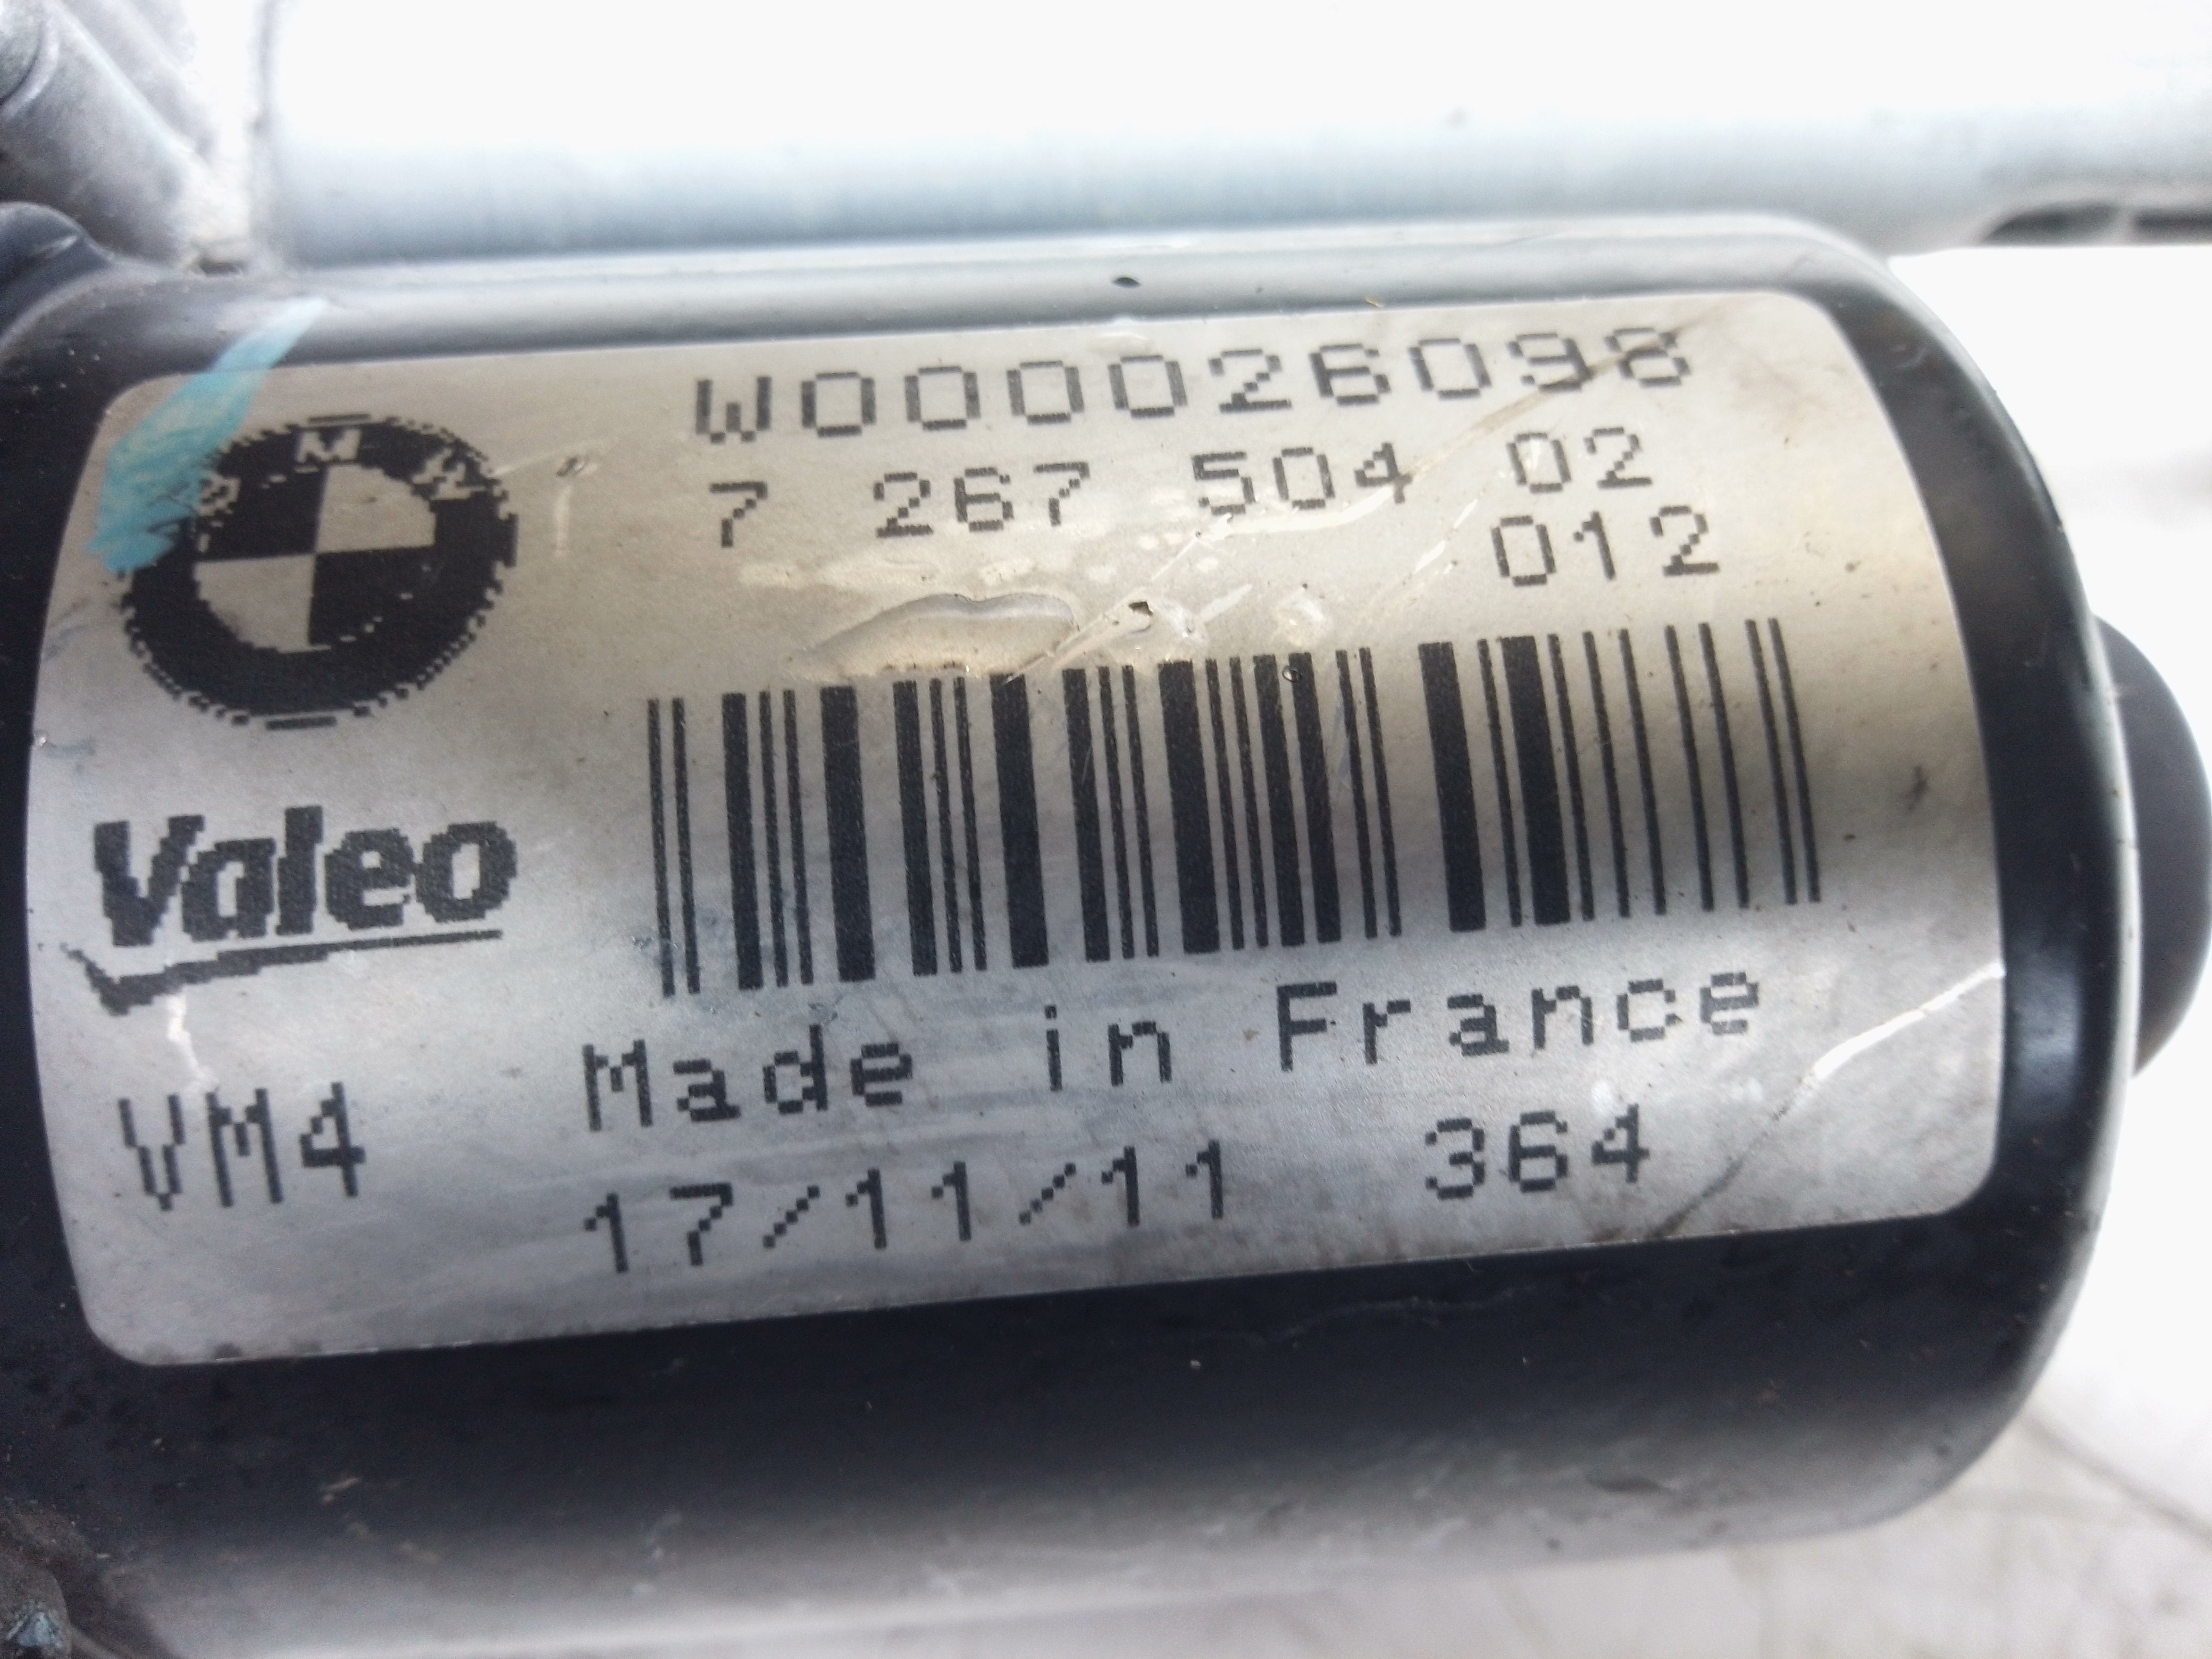 W000026098
7 267 504 02
012
Valeo
Made in France
VM4
17/11/11 364